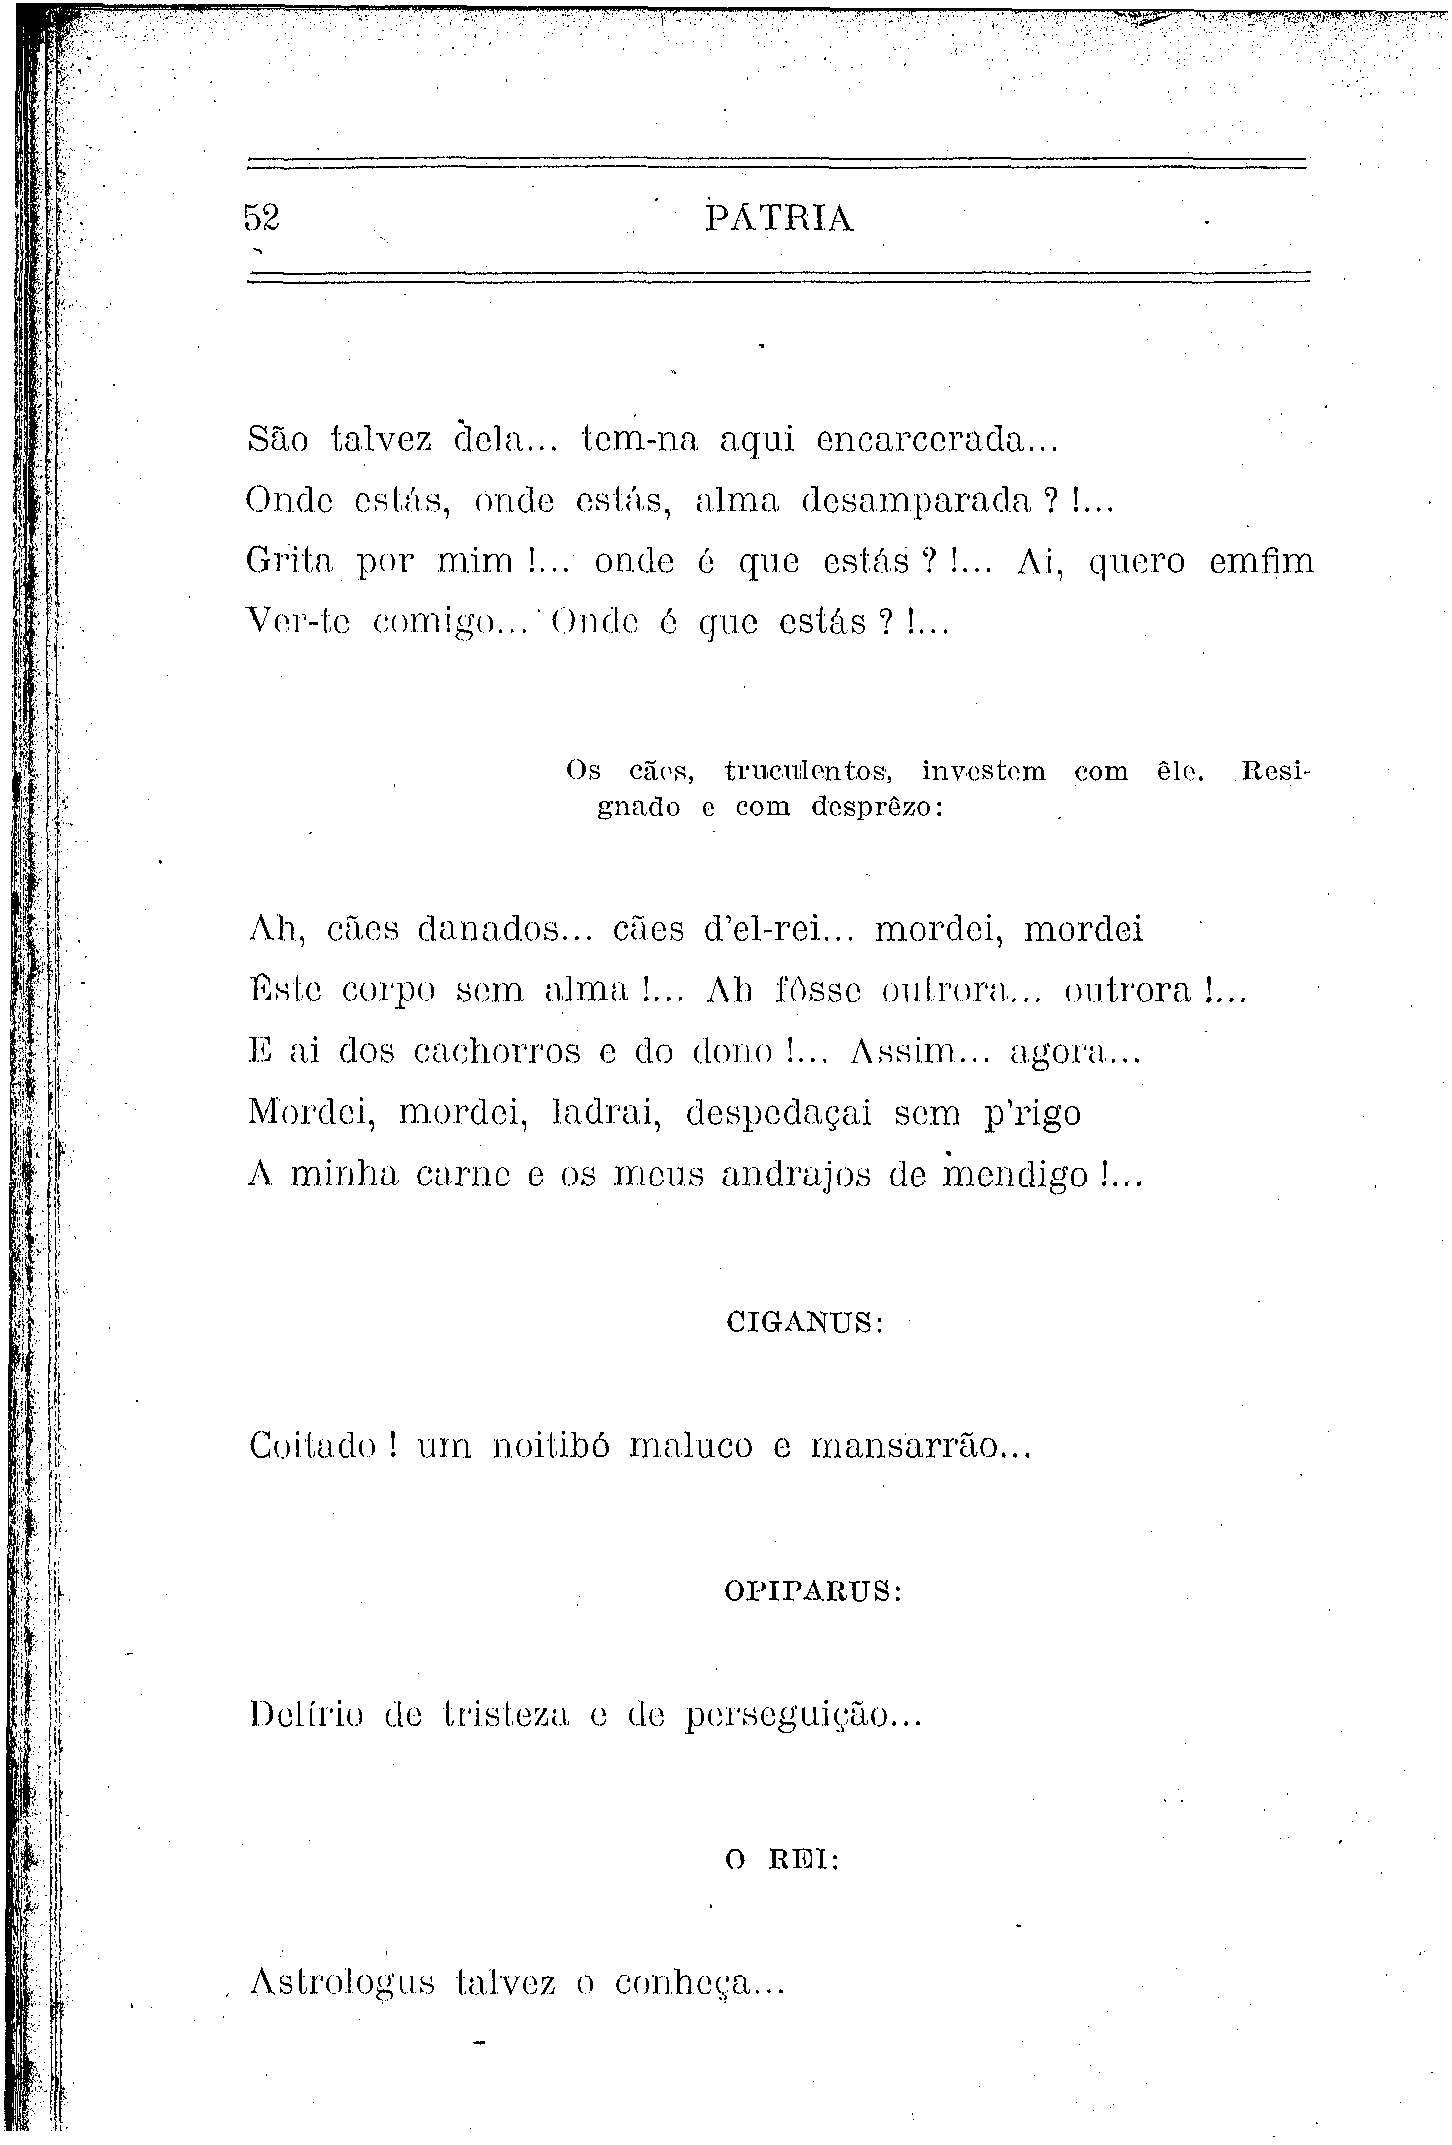 52 PÁTRIA
São talvez dela... tem-na aqui encarcerada...
Onde estás, onde estás, alma desamparada ? !...
Grita por mim !... onde é que estás ? !... Ai, quero emfim
Ver-te comigo... Onde é que estás ? !...
Os cães, truculentos, investem com êle. Resi-
gnado e com desprêzo:
Ah, cães danados... cães d'el-rei... mordei, mordei
Êste corpo sem alma !... Ah fôsse outrora... outrora !...
E ai dos cachorros e do dono !... Assim... agora...
Mordei, mordei, ladrai, despedaçai sem p'rigo
A minha carne e os meus andrajos de mendigo !...
CIGANUS:
Coitado ! um noitibó maluco e mansarrão...
OPIPARUS:
Delírio de tristeza e de perseguição...
O REI:
Astrologus talvez o conheça...